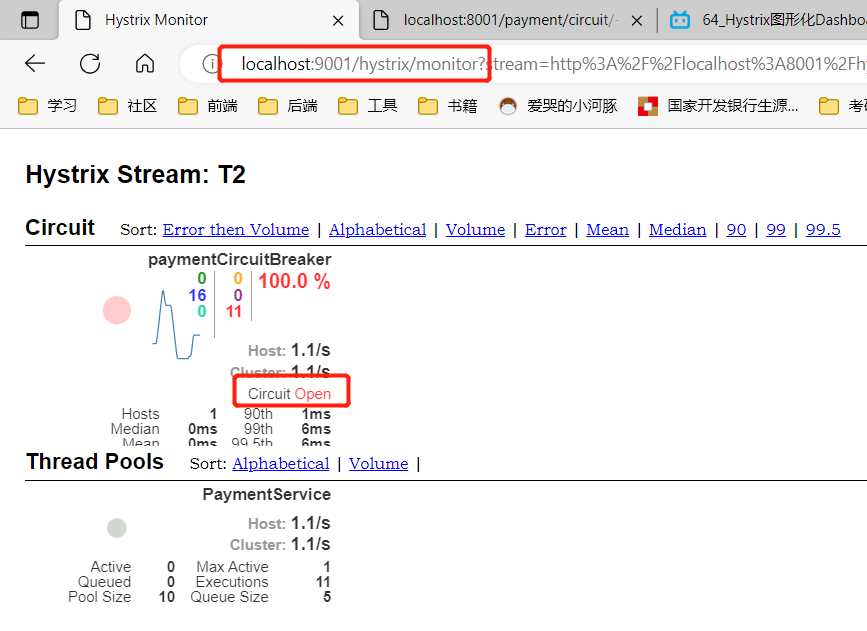 Hystrix Monitor
localhost:8001/payment/circuit/-
64_Hystrix图形化Dashbo
localhost:9001/hystrix/monitor?stream=http%3A%2F%2Flocalhost%3A8001%2Fhy
学习 社区 前端 后端 工具 书籍 爱哭的小河豚 国家开发银行生源... 考研
Hystrix Stream: T2
Circuit Sort: Error then Volume | Alphabetical | Volume | Error | Mean | Median | 90 | 99 | 99.5
paymentCircuitBreaker
0 0 100.0 %
16 0
0 11
Host: 1.1/s
Cluster: 1.1/s
Circuit Open
Hosts 1 90th 1ms
Median 0ms 99th 6ms
Mean 0ms 99.5th 6ms
Thread Pools Sort: Alphabetical | Volume |
PaymentService
Host: 1.1/s
Cluster: 1.1/s
Active 0 Max Active 1
Queued 0 Executions 11
Pool Size 10 Queue Size 5